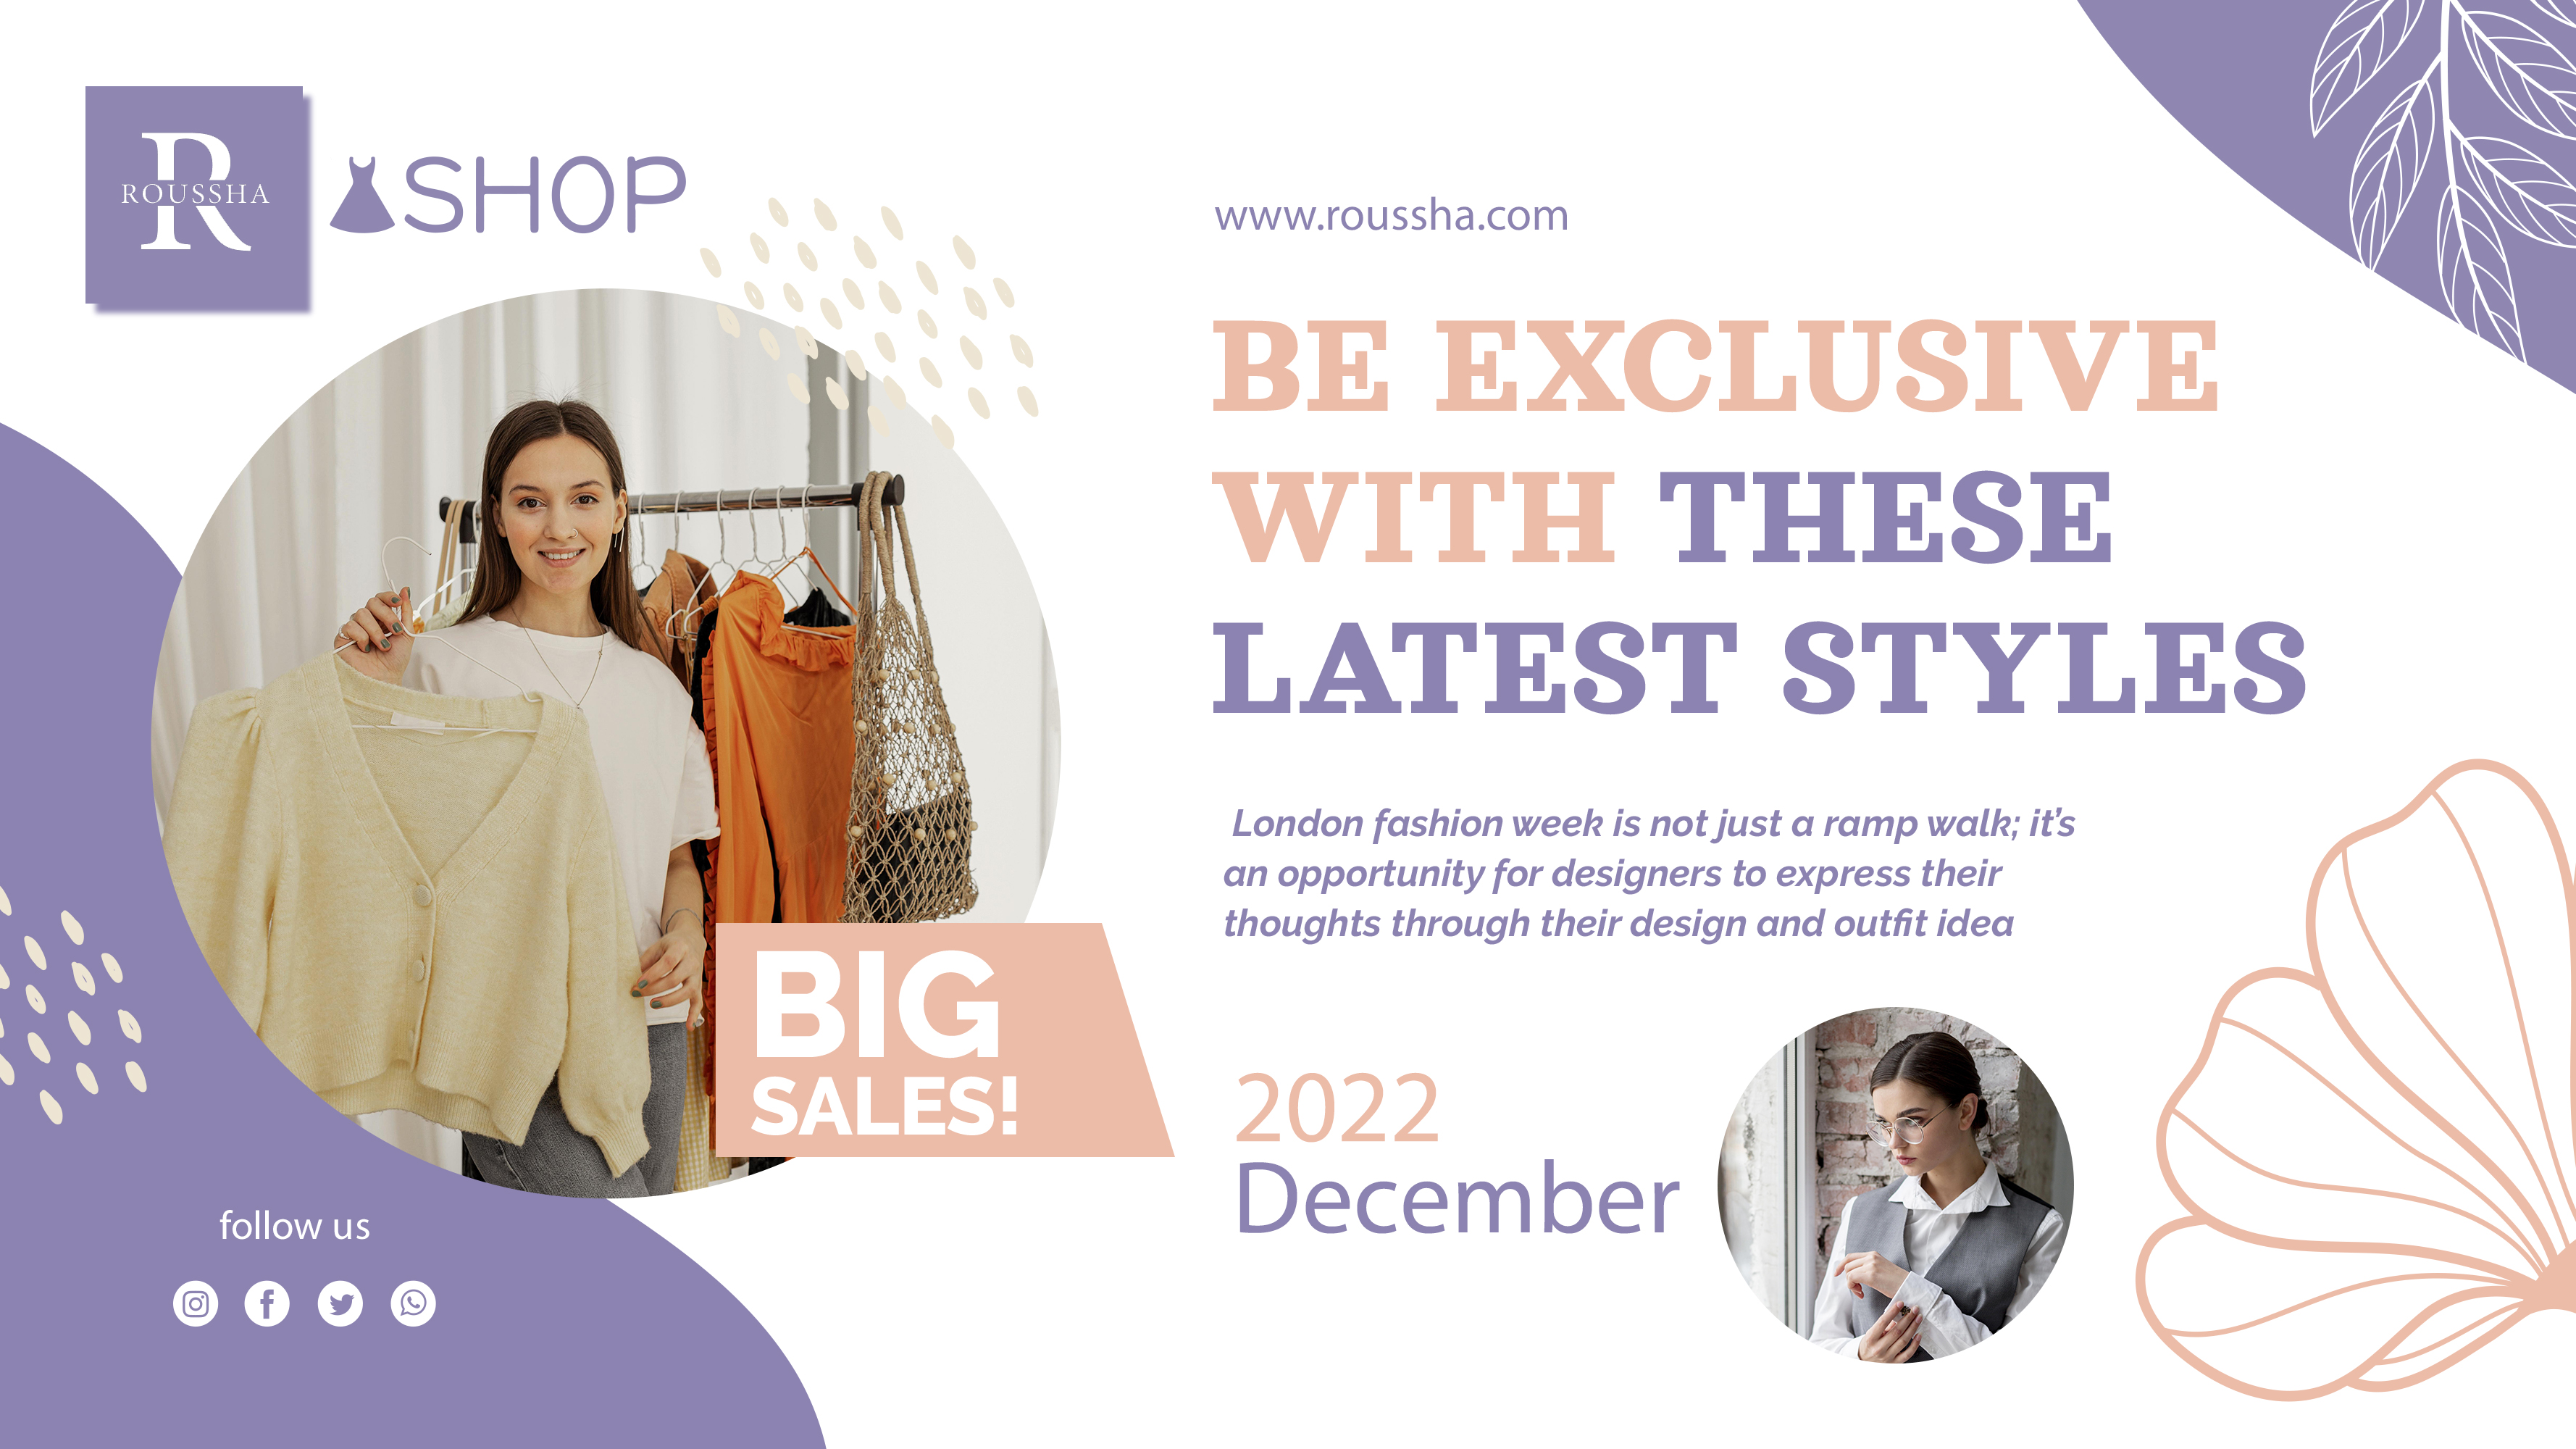 R
ROUSSHA
SHOP
www.roussha.com
BE EXCLUSIVE
WITH THESE
LATEST STYLES
London fashion week is not just a ramp walk; it’s
an opportunity for designers to express their
thoughts through their design and outfit idea
BIG
SALES!
2022
December
follow us